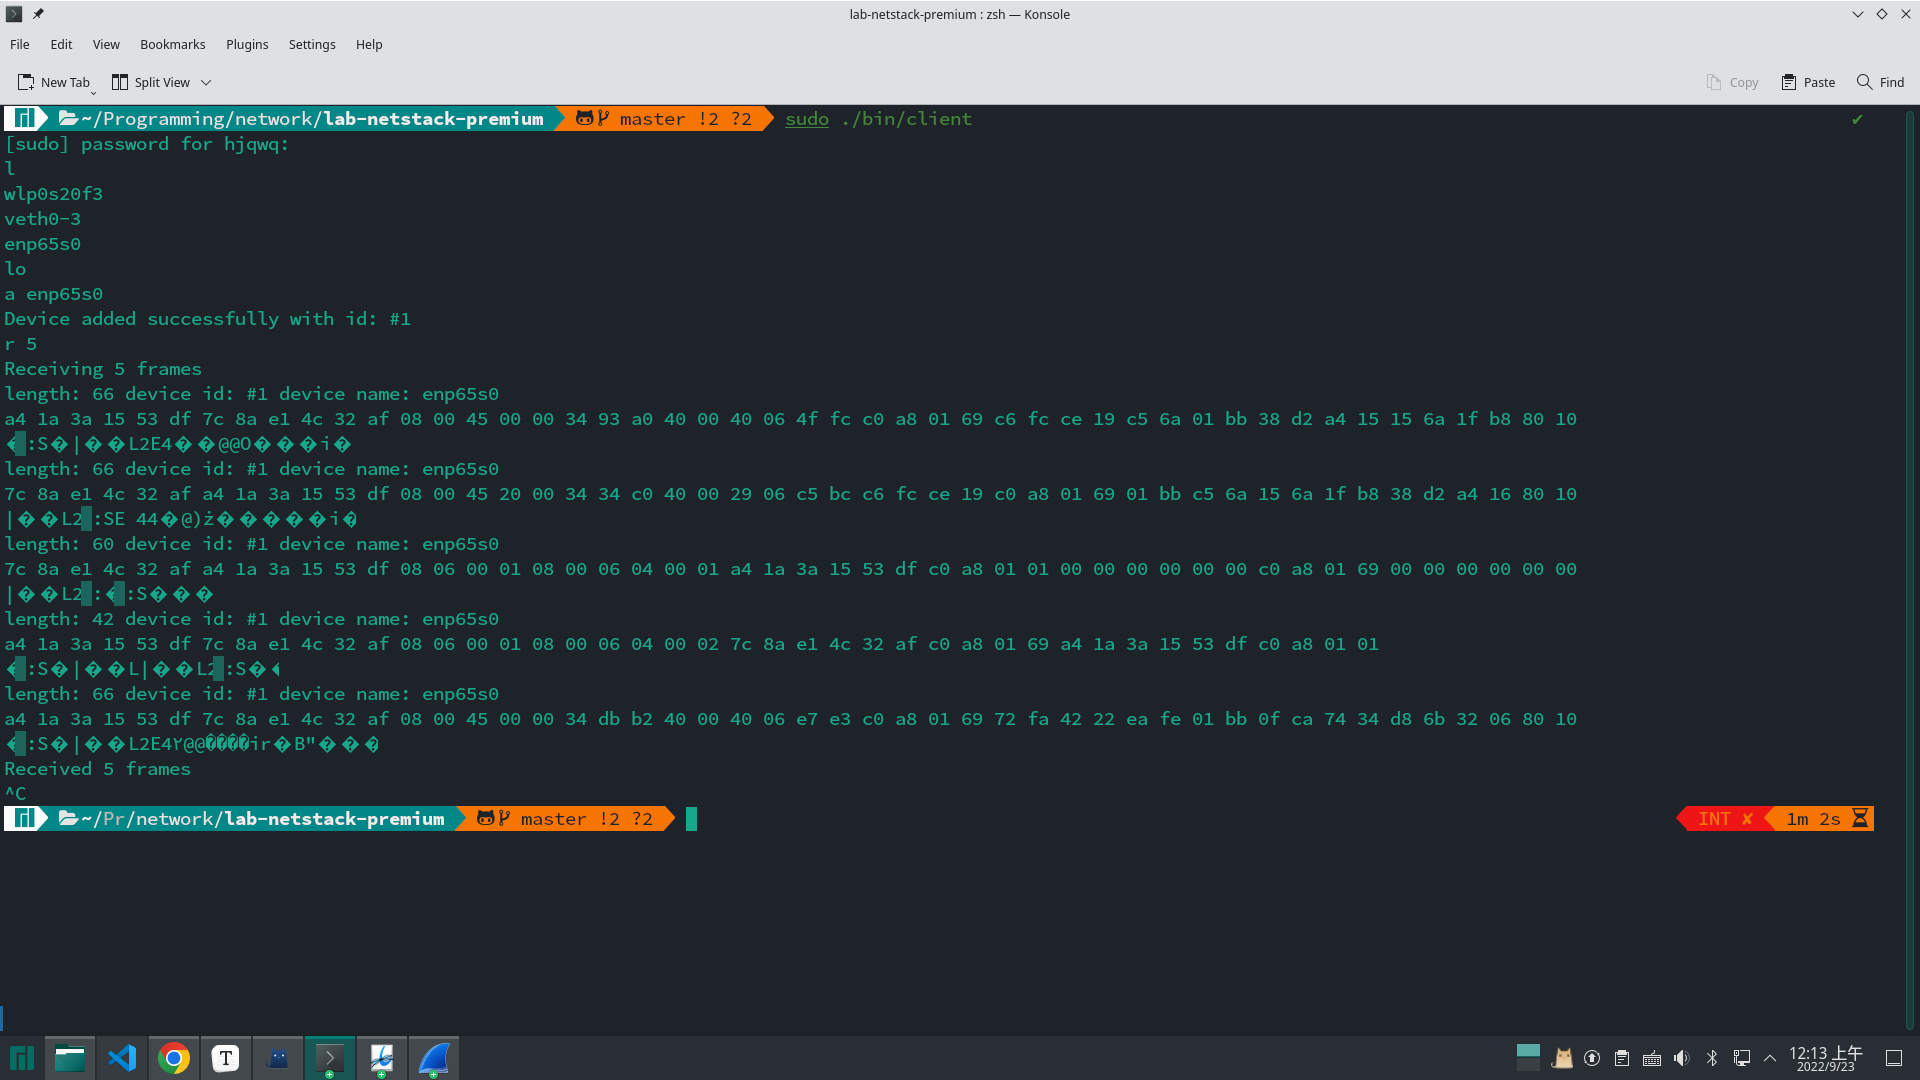 lab-netstack-premium : zsh — Konsole
File Edit View Bookmarks Plugins Settings Help
New Tab Split View Copy Paste Find
~/Programming/network/lab-netstack-premium master !2 ?2 sudo ./bin/client ✔
[sudo] password for hjqwq:
l
wlp0s20f3
veth0-3
enp65s0
lo
a enp65s0
Device added successfully with id: #1
r 5
Receiving 5 frames
length: 66 device id: #1 device name: enp65s0
a4 1a 3a 15 53 df 7c 8a e1 4c 32 af 08 00 45 00 00 34 93 a0 40 00 40 06 4f fc c0 a8 01 69 c6 fc ce 19 c5 6a 01 bb 38 d2 a4 15 15 6a 1f b8 80 10
�:S�|��L2E4��@@O���i�
length: 66 device id: #1 device name: enp65s0
7c 8a e1 4c 32 af a4 1a 3a 15 53 df 08 00 45 20 00 34 34 c0 40 00 29 06 c5 bc c6 fc ce 19 c0 a8 01 69 01 bb c5 6a 15 6a 1f b8 38 d2 a4 16 80 10
|��L2:SE 44�@)ż�����i�
length: 60 device id: #1 device name: enp65s0
7c 8a e1 4c 32 af a4 1a 3a 15 53 df 08 06 00 01 08 00 06 04 00 01 a4 1a 3a 15 53 df c0 a8 01 01 00 00 00 00 00 00 c0 a8 01 69 00 00 00 00 00 00
|��L2:�:S���
length: 42 device id: #1 device name: enp65s0
a4 1a 3a 15 53 df 7c 8a e1 4c 32 af 08 06 00 01 08 00 06 04 00 02 7c 8a e1 4c 32 af c0 a8 01 69 a4 1a 3a 15 53 df c0 a8 01 01
�:S�|��L|��L2:S��
length: 66 device id: #1 device name: enp65s0
a4 1a 3a 15 53 df 7c 8a e1 4c 32 af 08 00 45 00 00 34 db b2 40 00 40 06 e7 e3 c0 a8 01 69 72 fa 42 22 ea fe 01 bb 0f ca 74 34 d8 6b 32 06 80 10
�:S�|��L2E4۲@@����ir�B"���
Received 5 frames
^C
~/Pr/network/lab-netstack-premium master !2 ?2 INT ✘ 1m 2s
12:13 上午
2022/9/23